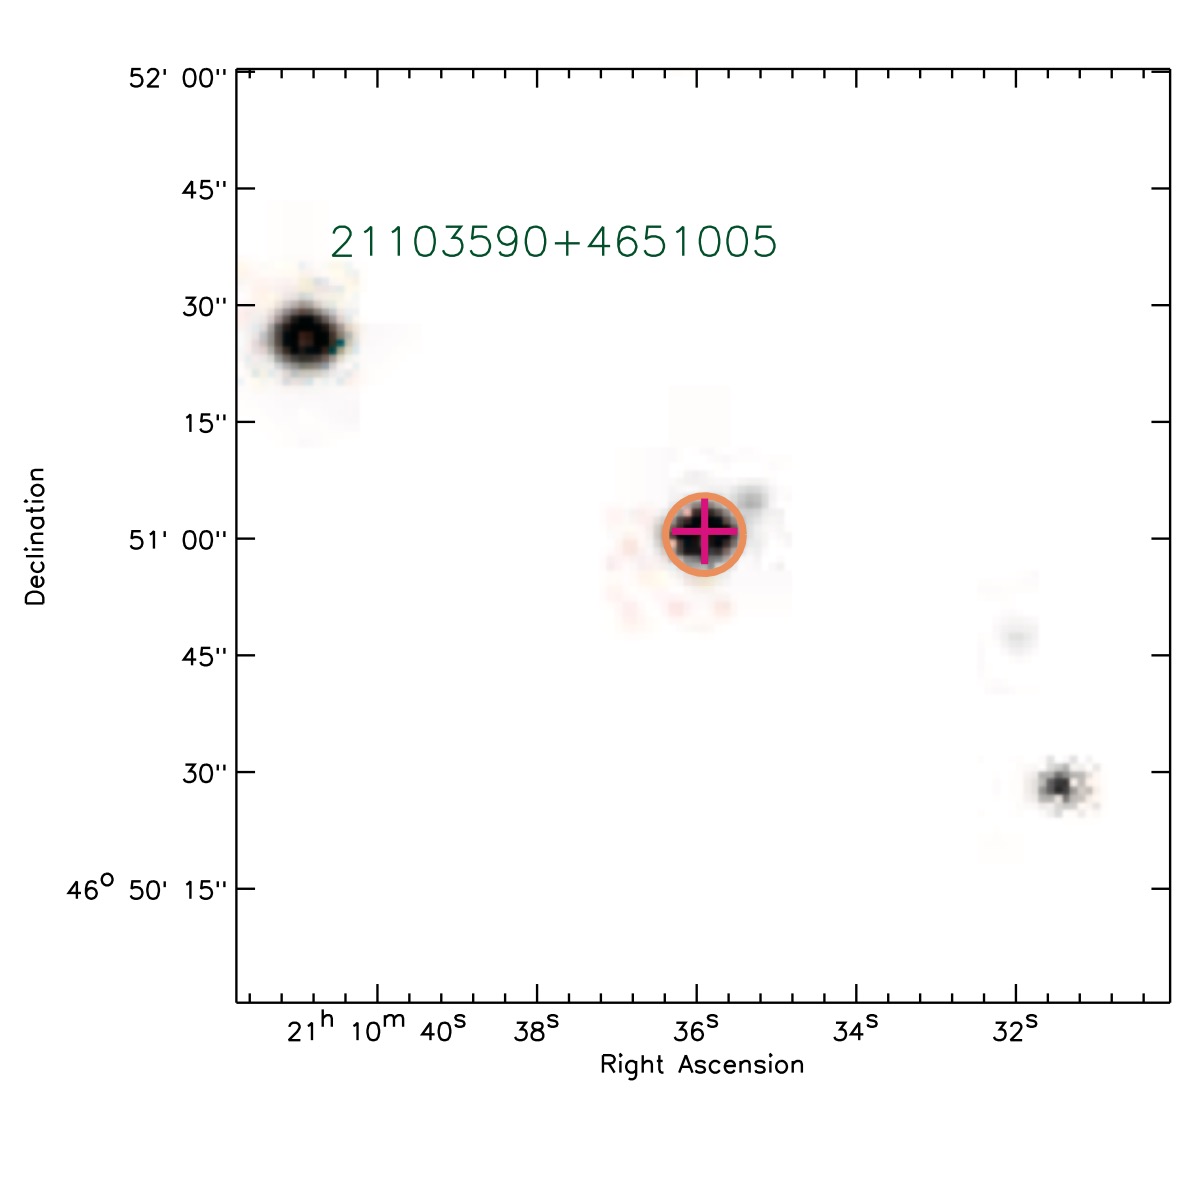 52' 00"
45"
21103590+4651005
30"
15"
51' 00"
45"
30"
46° 50' 15"
Declination
21h 10m 40s 38s 36s 34s 32s
Right Ascension